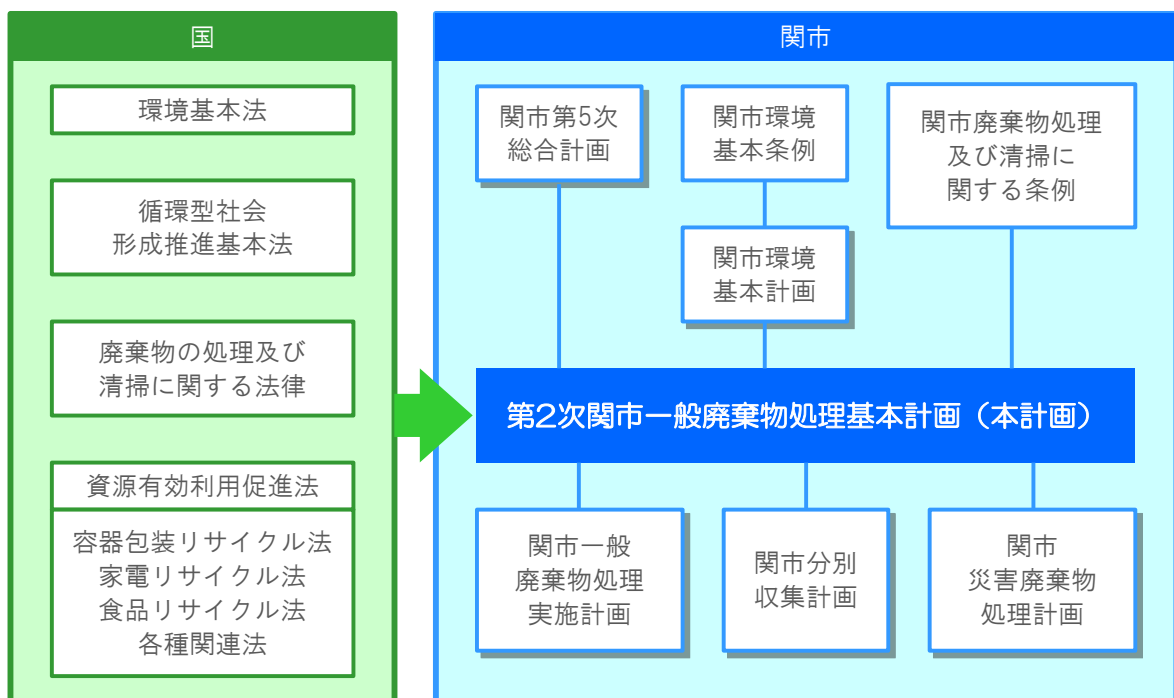 国
環境基本法
循環型社会
形成推進基本法
廃棄物の処理及び
清掃に関する法律
資源有効利用促進法
容器包装リサイクル法
家電リサイクル法
食品リサイクル法
各種関連法
関市
関市第5次
総合計画
関市環境
基本条例
関市環境
基本計画
関市廃棄物処理
及び清掃に
関する条例
第2次関市一般廃棄物処理基本計画（本計画）
関市一般
廃棄物処理
実施計画
関市分別
収集計画
関市
災害廃棄物
処理計画